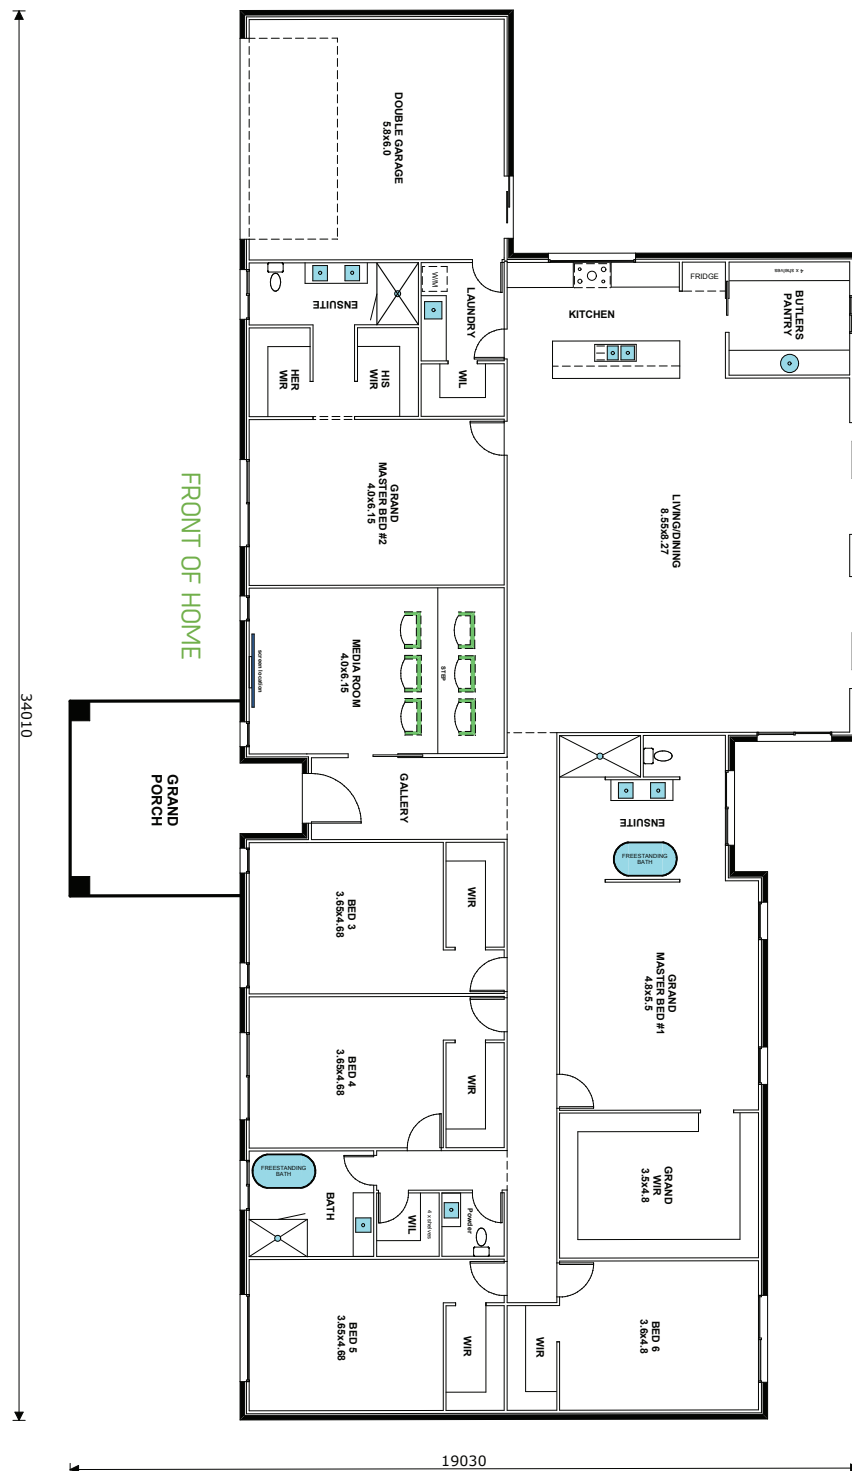 DOUBLE GARAGE
5.8x6.0
ENSUITE
W/M
LAUNDRY
HER
WIR
HIS
WIR
WIL
KITCHEN
FRIDGE
4 x shelves
BUTLERS
PANTRY
GRAND
MASTER BED #2
4.0x6.15
LIVING/DINING
8.55x8.27
FRONT OF HOME
MEDIA ROOM
4.0x6.15
screen location
STEP
34010
GRAND
PORCH
GALLERY
ENSUITE
FREESTANDING
BATH
BED 3
3.65x4.68
WIR
GRAND
MASTER BED #1
4.8x5.5
BED 4
3.65x4.68
WIR
GRAND
WIR
3.5x4.8
FREESTANDING
BATH
BATH
WIL
4 x shelves
Powder
BED 5
3.65x4.68
WIR
WIR
BED 6
3.6x4.8
19030